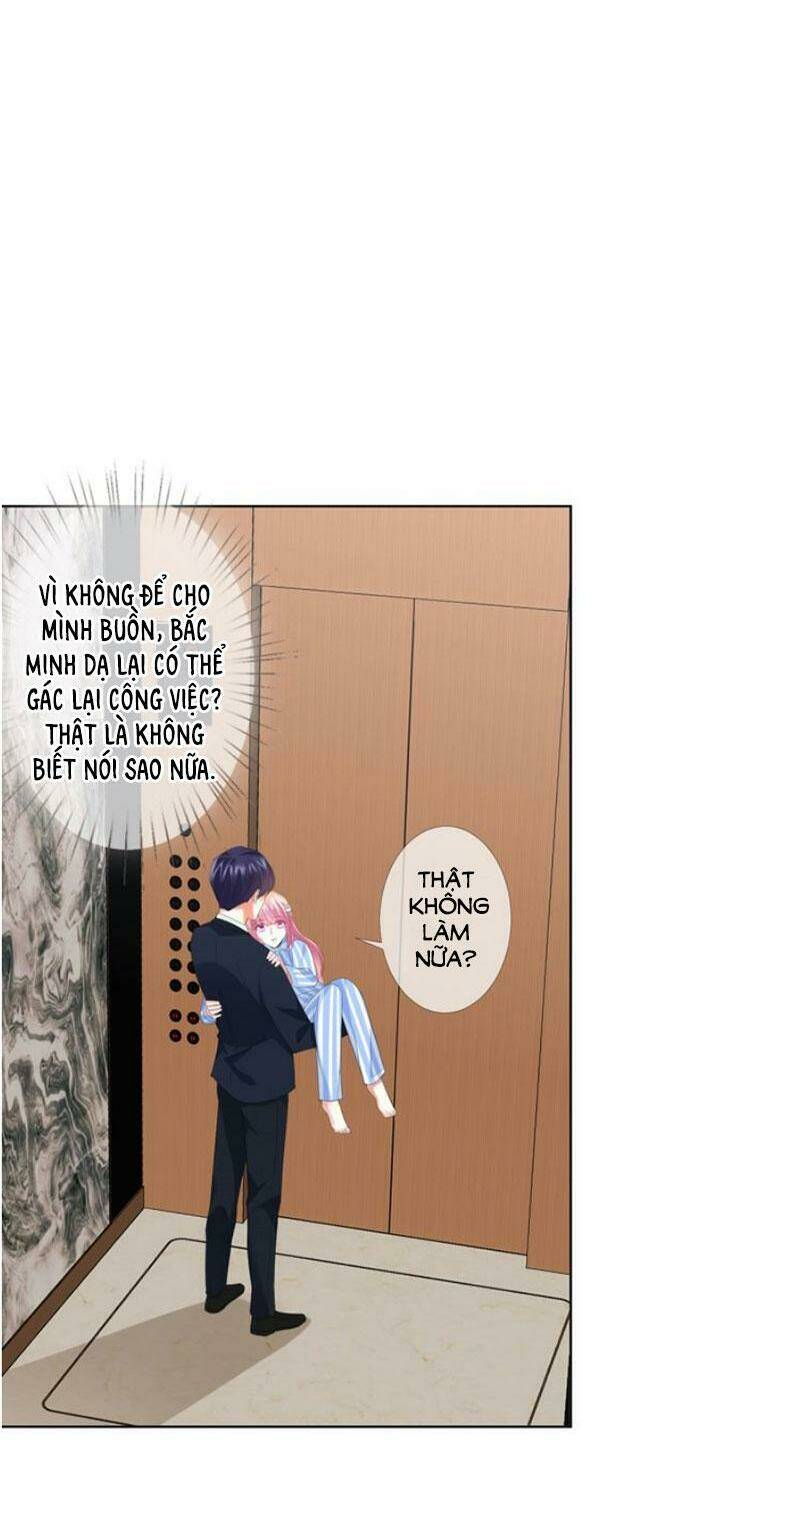 VÌ KHÔNG ĐỂ CHO
MÌNH BUỒN, BẮC
MINH DẠ LẠI CÓ THỂ
GÁC LẠI CÔNG VIỆC?
THẬT LÀ KHÔNG
BIẾT NÓI SAO NỮA.
THẬT
KHÔNG
LÀM
NỮA?